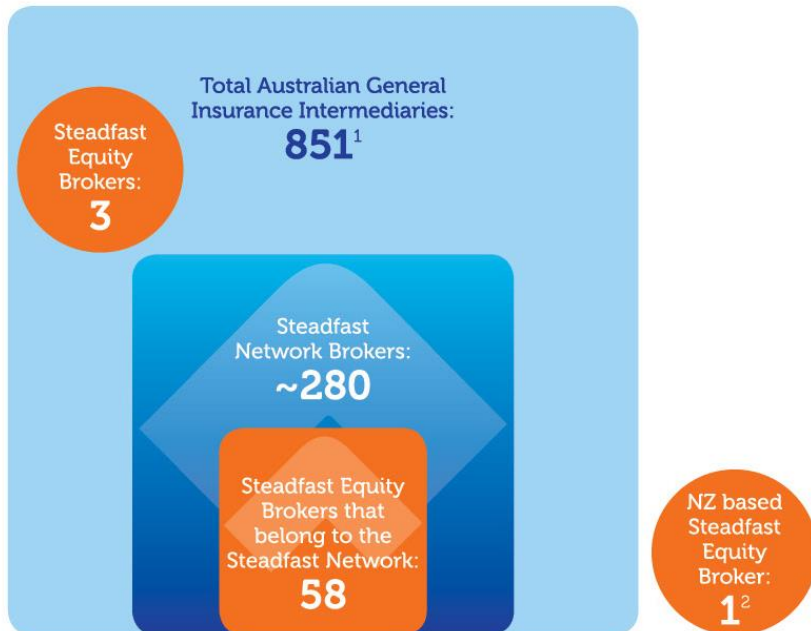 Total Australian General
Insurance Intermediaries:
851¹
Steadfast
Equity
Brokers:
3
Steadfast
Network Brokers:
~280
Steadfast Equity
Brokers that
belong to the
Steadfast Network:
58
NZ based
Steadfast
Equity
Broker:
1²